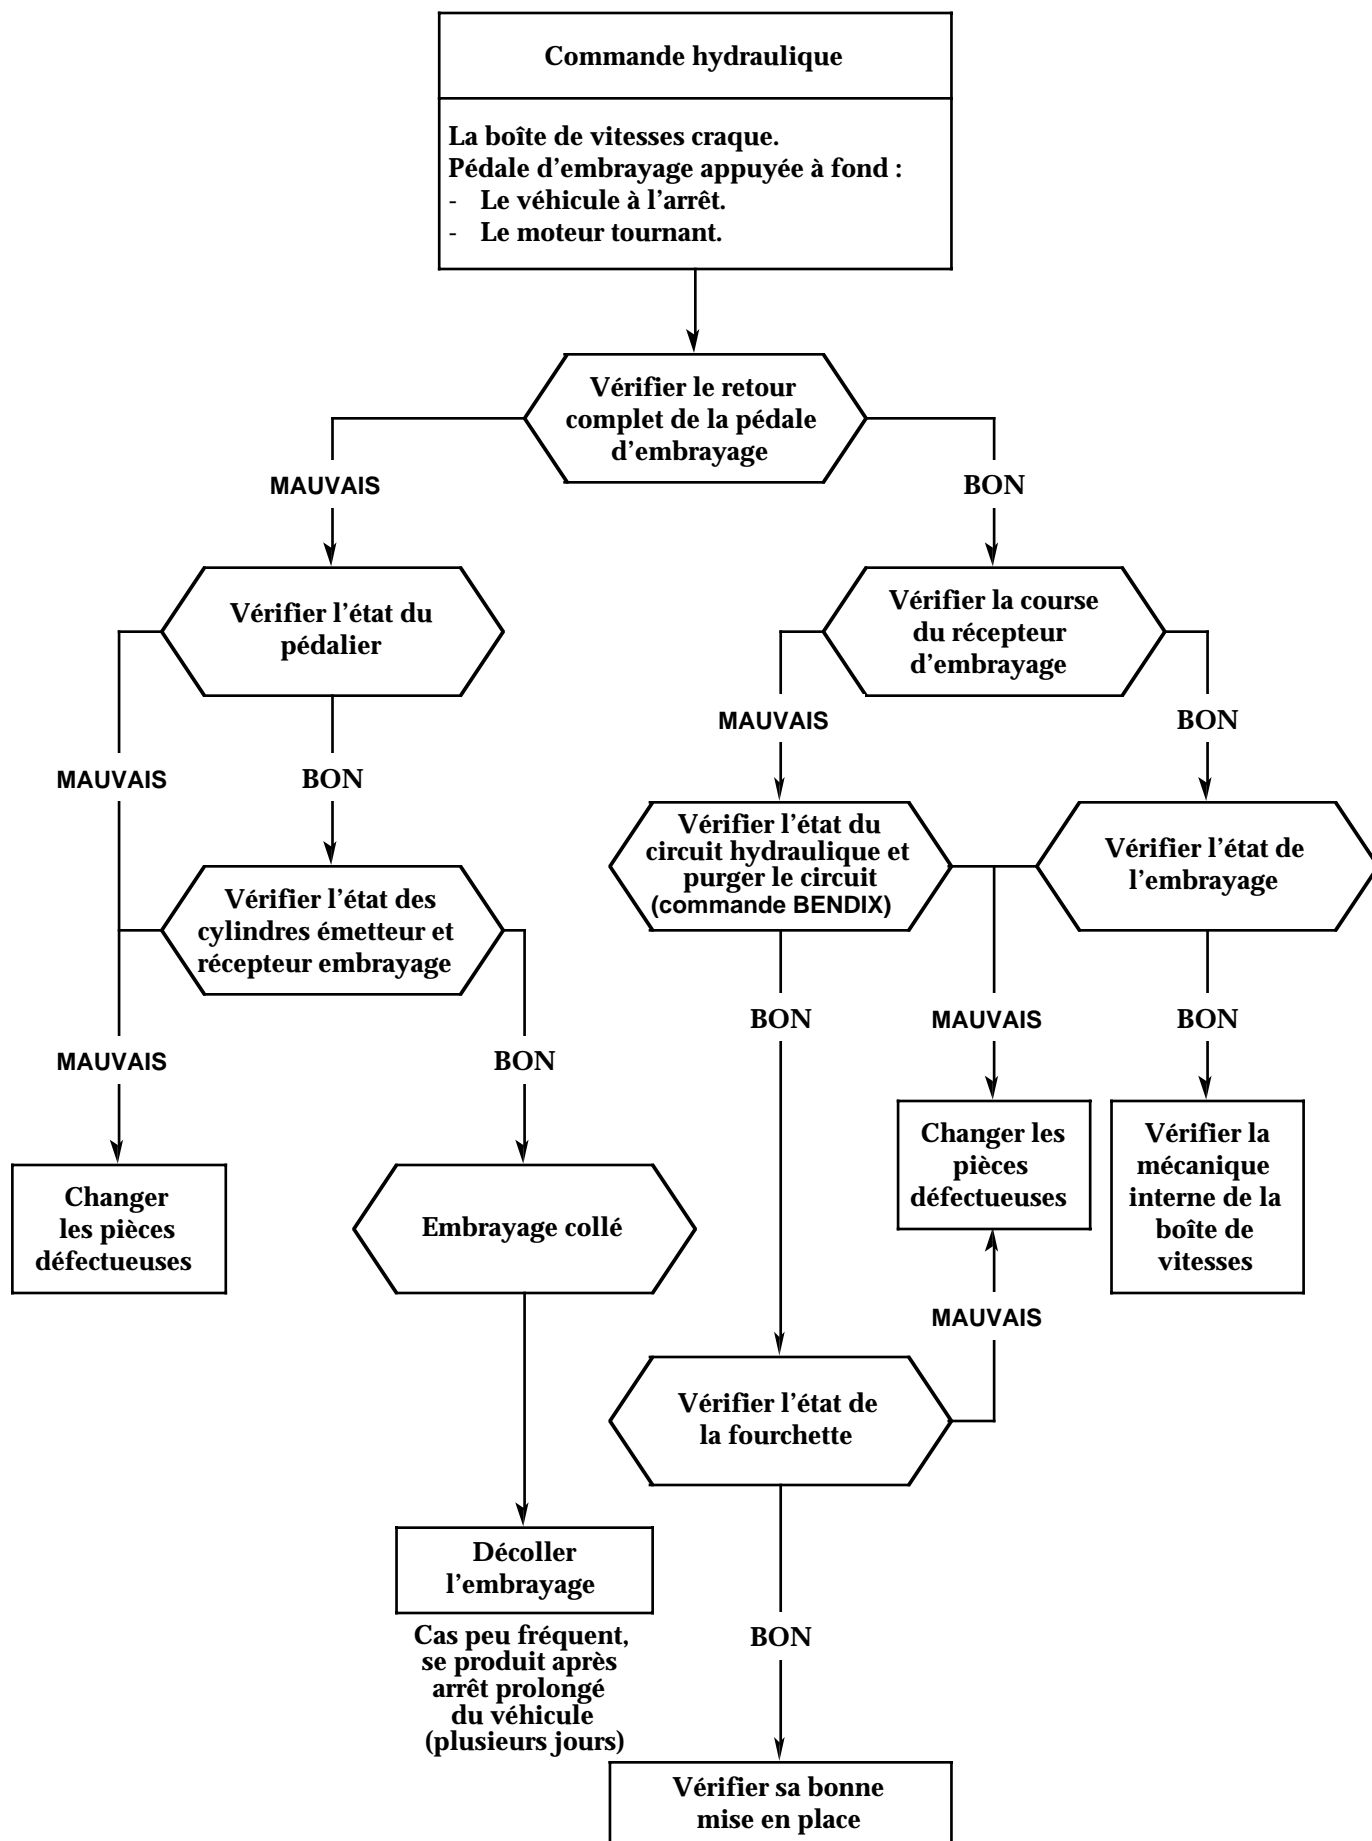 Commande hydraulique
La boîte de vitesses craque.
Pédale d'embrayage appuyée à fond :
- Le véhicule à l'arrêt.
- Le moteur tournant.
Vérifier le retour
complet de la pédale
d'embrayage
MAUVAIS
BON
Vérifier l'état du
pédalier
Vérifier la course
du récepteur
d'embrayage
MAUVAIS
BON
MAUVAIS
BON
Vérifier l'état du
circuit hydraulique et
purger le circuit
(commande BENDIX)
Vérifier l'état de
l'embrayage
Vérifier l'état des
cylindres émetteur et
récepteur embrayage
BON
MAUVAIS
BON
MAUVAIS
BON
Changer les
pièces
défectueuses
Vérifier la
mécanique
interne de la
boîte de
vitesses
Changer
les pièces
défectueuses
Embrayage collé
MAUVAIS
Vérifier l'état de
la fourchette
Décoller
l'embrayage
Cas peu fréquent,
se produit après
arrêt prolongé
du véhicule
(plusieurs jours)
BON
Vérifier sa bonne
mise en place